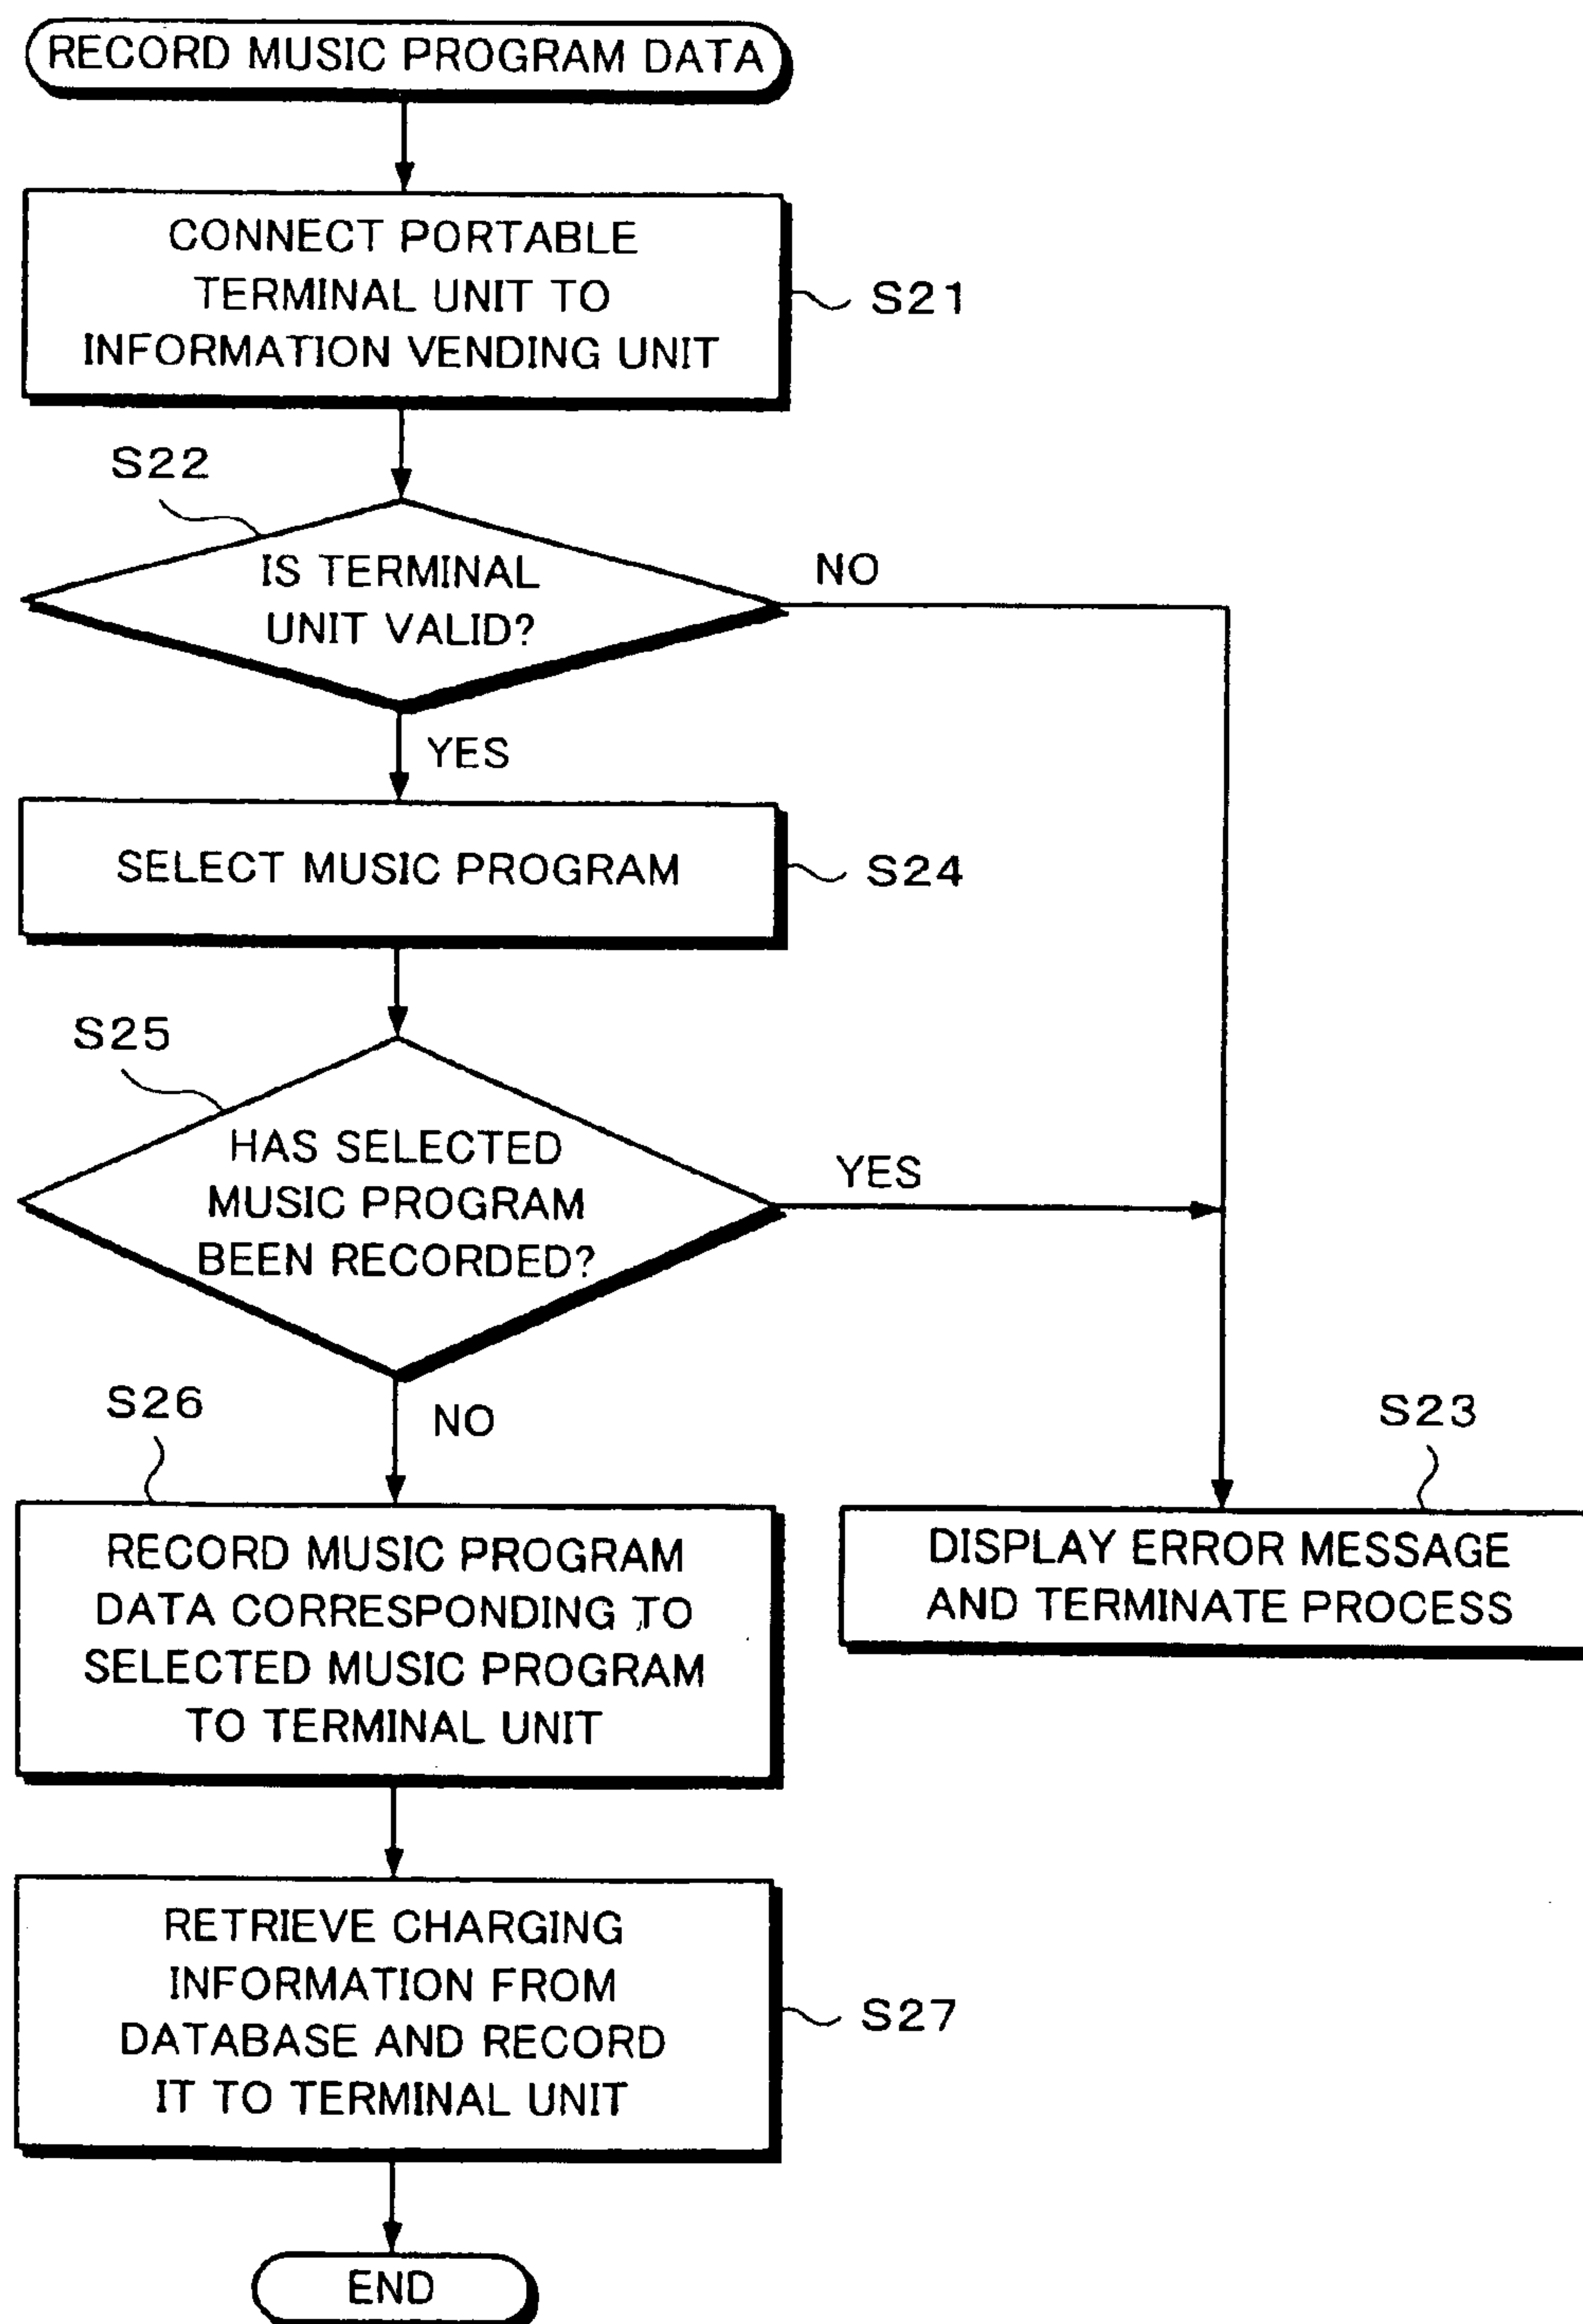 RECORD MUSIC PROGRAM DATA
CONNECT PORTABLE
TERMINAL UNIT TO
INFORMATION VENDING UNIT
S21
S22
IS TERMINAL
UNIT VALID?
NO
YES
SELECT MUSIC PROGRAM
S24
S25
HAS SELECTED
MUSIC PROGRAM
BEEN RECORDED?
YES
NO
S26
RECORD MUSIC PROGRAM
DATA CORRESPONDING TO
SELECTED MUSIC PROGRAM
TO TERMINAL UNIT
S23
DISPLAY ERROR MESSAGE
AND TERMINATE PROCESS
RETRIEVE CHARGING
INFORMATION FROM
DATABASE AND RECORD
IT TO TERMINAL UNIT
S27
END